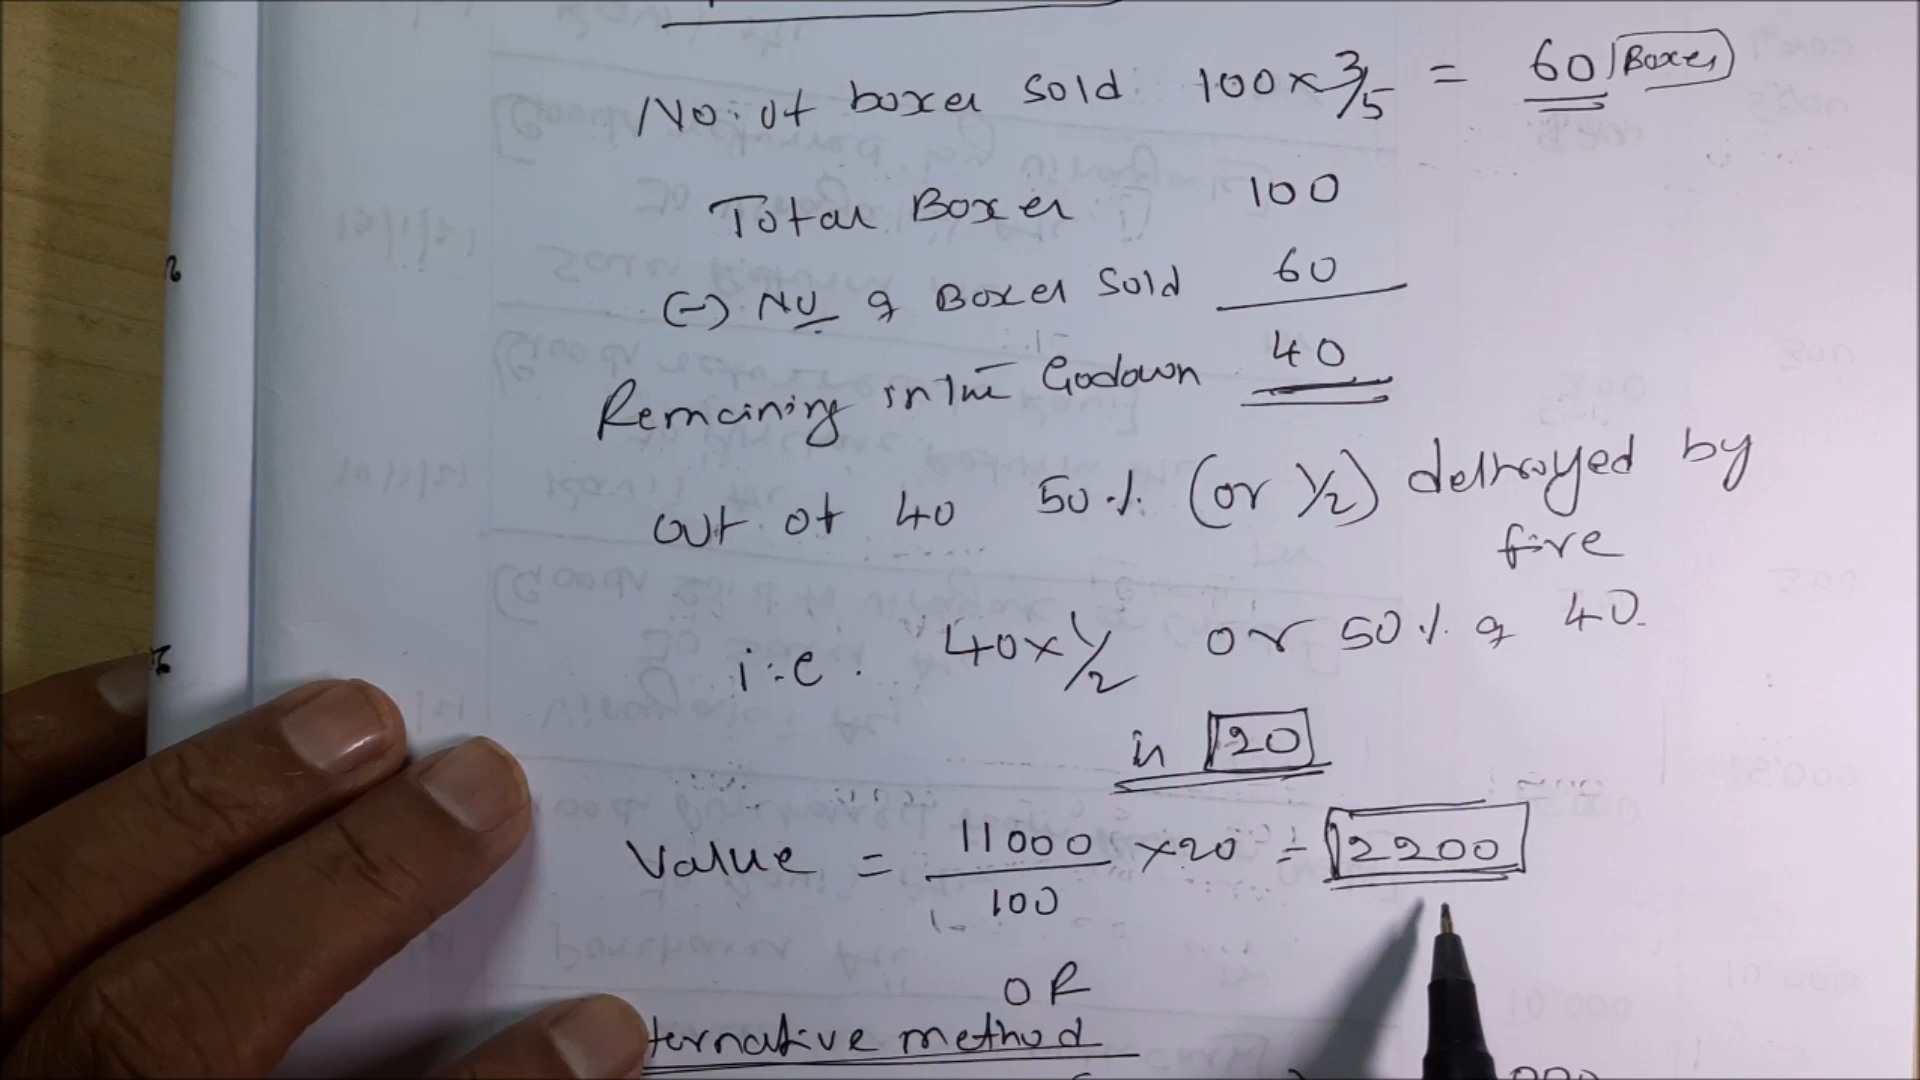 No. of boxes sold 100 x 3/5 = 60 Boxes
Total Boxes 100
(-) No of Boxes Sold 60
Remaining in the Godown 40
out of 40 50% (or 1/2) destroyed by
fire
i.e. 40 x 1/2 or 50% of 40.
is 20
Value = 11000/100 x 20 = 2200
OR
ternative method